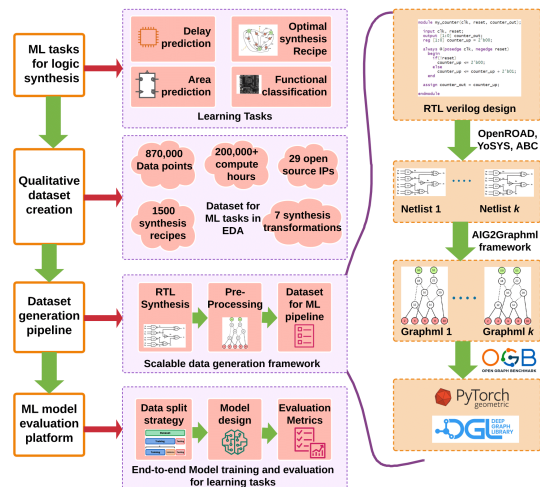 ML tasks
for logic
synthesis
Delay
prediction
Optimal
synthesis
Recipe
Area
prediction
Functional
classification
Learning Tasks
Qualitative
dataset
creation
870,000
Data points
200,000+
compute
hours
29 open
source IPs
1500
synthesis
recipes
Dataset for
ML tasks in
EDA
7 synthesis
transformations
Dataset
generation
pipeline
RTL
Synthesis
Pre-
Processing
Dataset
for ML
pipeline
Scalable data generation framework
ML model
evaluation
platform
Data split
strategy
Model
design
Evaluation
Metrics
End-to-end Model training and evaluation
for learning tasks
module my_counter(clk, reset, counter_out);
input clk, reset;
output [1:0] counter_out;
reg [1:0] counter_up = 2'b00;
always @(posedge clk, negedge reset)
begin
if(!reset)
counter_up <= 2'b00;
else
counter_up <= counter_up + 2'b01;
end
assign counter_out = counter_up;
endmodule
RTL verilog design
OpenROAD,
YoSYS, ABC
Netlist 1
Netlist k
AIG2Graphml
framework
Graphml 1
Graphml k
OGB
OPEN GRAPH BENCHMARK
PyTorch
geometric
DGL
DEEP
GRAPH
LIBRARY